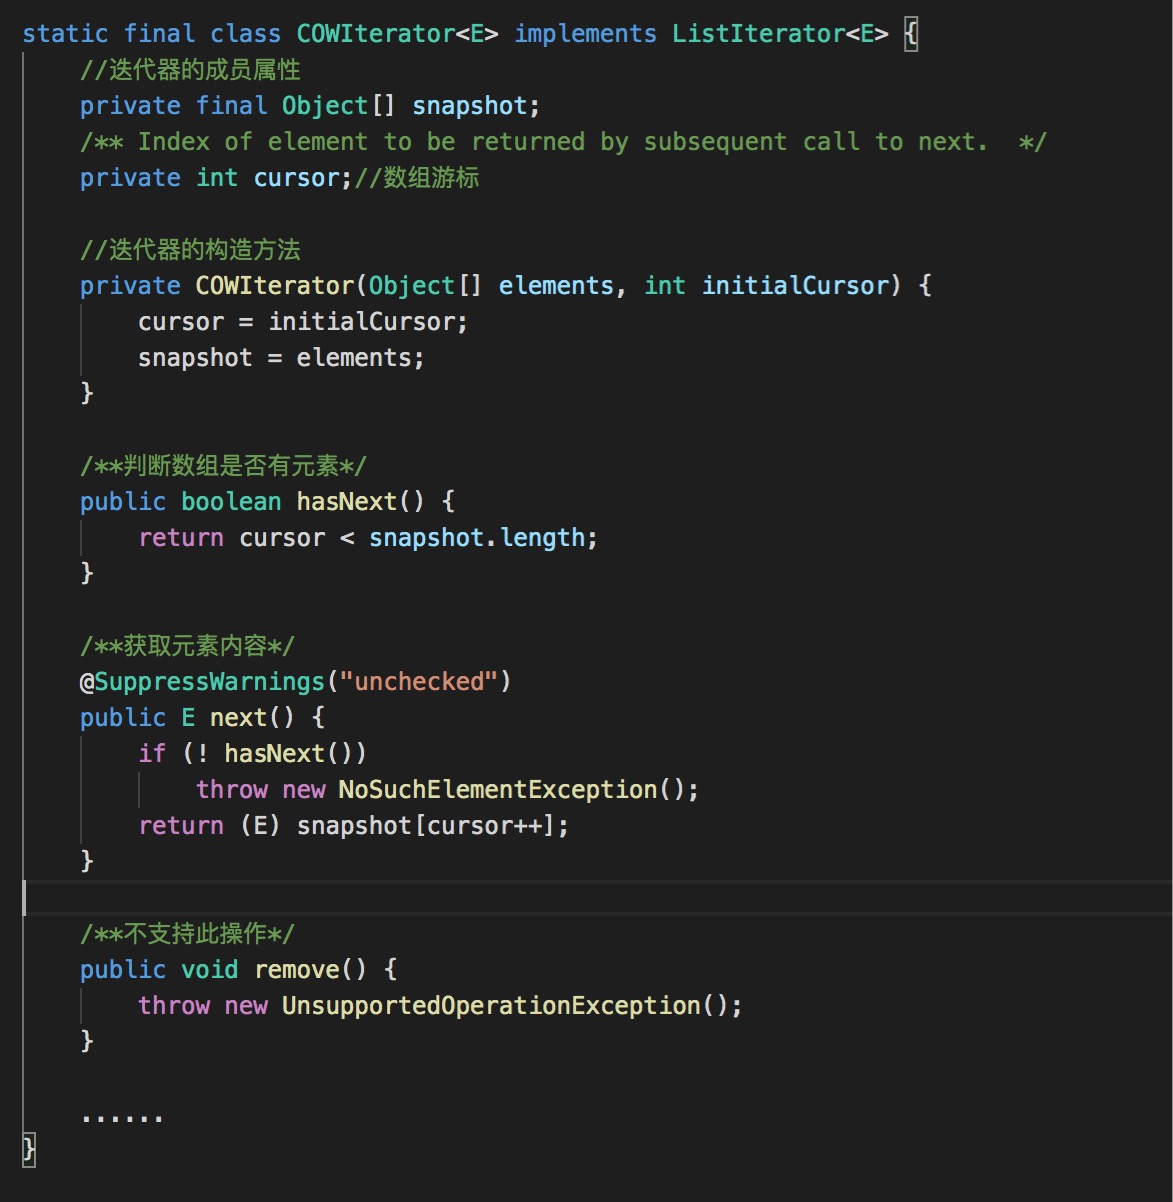 static final class COWIterator<E> implements ListIterator<E> {
    //迭代器的成员属性
    private final Object[] snapshot;
    /** Index of element to be returned by subsequent call to next.  */
    private int cursor;//数组游标
    //迭代器的构造方法
    private COWIterator(Object[] elements, int initialCursor) {
        cursor = initialCursor;
        snapshot = elements;
    }
    /**判断数组是否有元素*/
    public boolean hasNext() {
        return cursor < snapshot.length;
    }
    /**获取元素内容*/
    @SuppressWarnings("unchecked")
    public E next() {
        if (! hasNext())
            throw new NoSuchElementException();
        return (E) snapshot[cursor++];
    }
    /**不支持此操作*/
    public void remove() {
        throw new UnsupportedOperationException();
    }
    ......
}